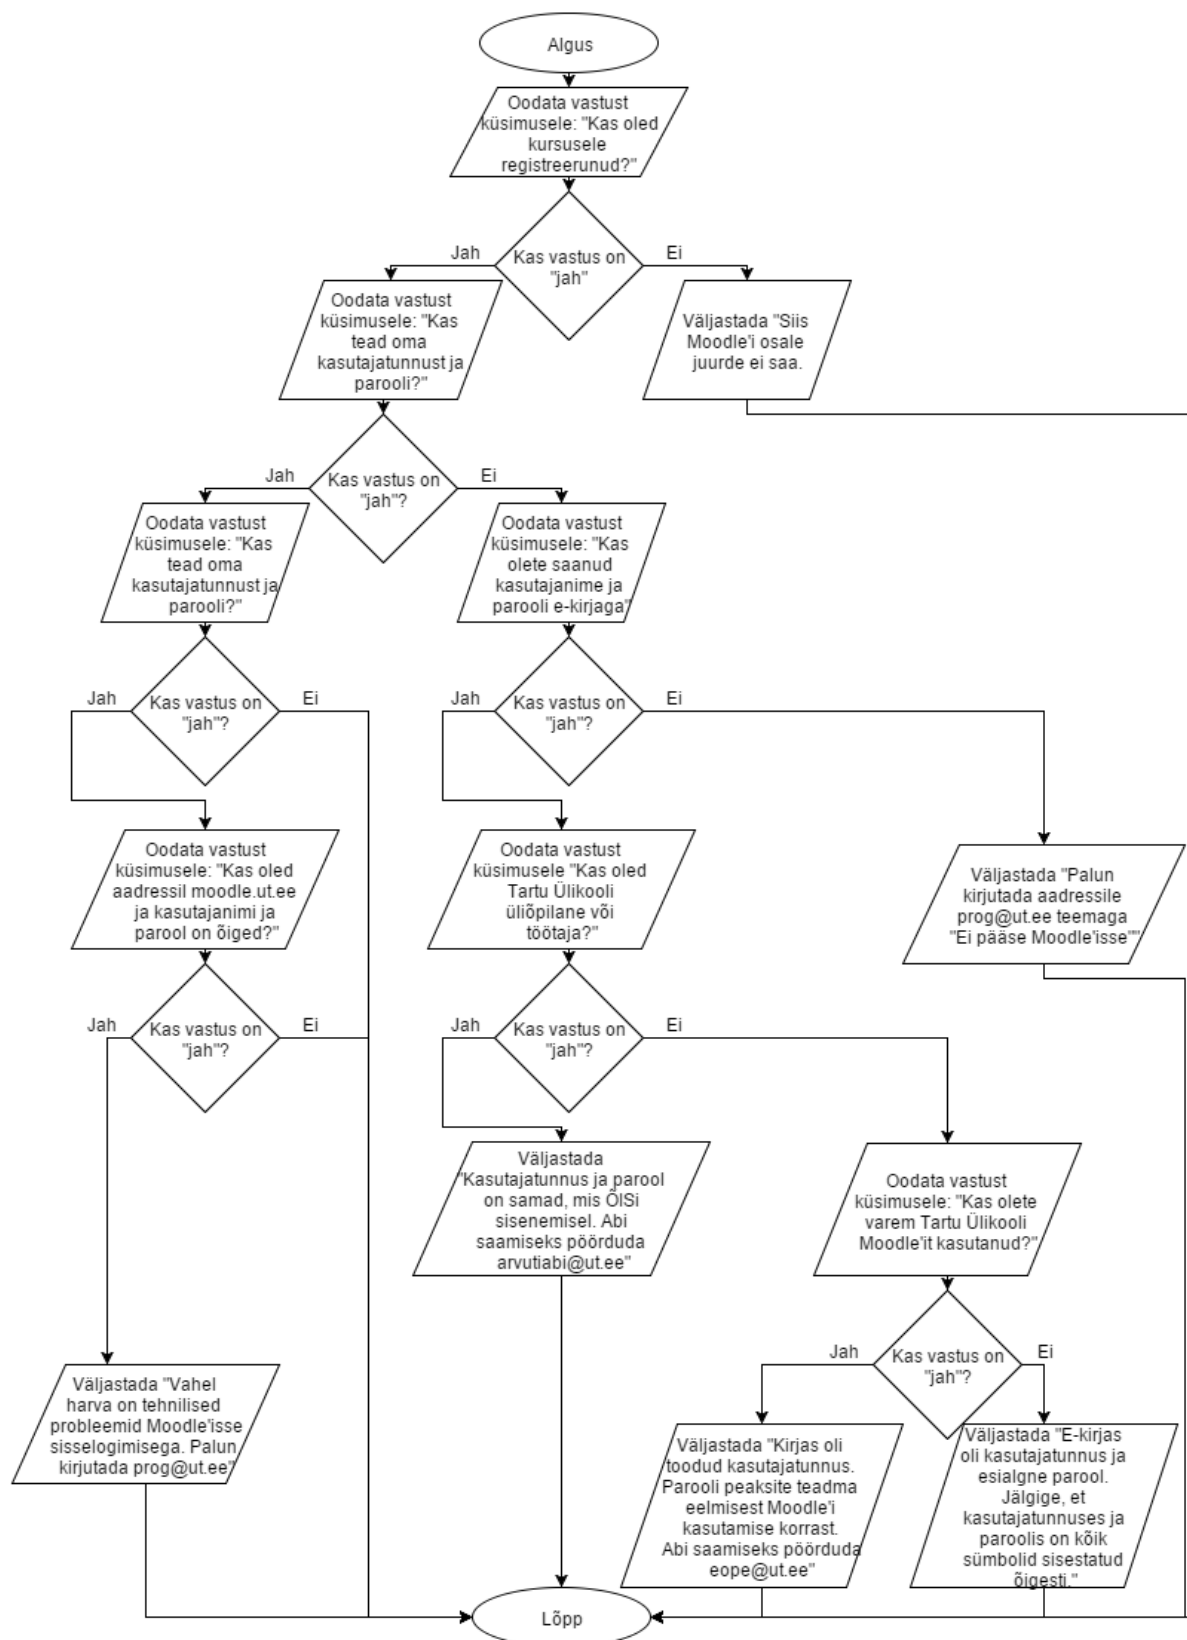 Algus
Oodata vastust
küsimusele: "Kas oled
kursusele
registreerunud?"
Jah
Kas vastus on
"jah"
Ei
Oodata vastust
küsimusele: "Kas
tead oma
kasutajatunnust ja
parooli?"
Väljastada "Siis
Moodle'i osale
juurde ei saa.
Jah
Kas vastus on
"jah"?
Ei
Oodata vastust
küsimusele: "Kas
tead oma
kasutajatunnust ja
parooli?"
Oodata vastust
küsimusele: "Kas
olete saanud
kasutajanime ja
parooli e-kirjaga"
Jah
Kas vastus on
"jah"?
Ei
Jah
Kas vastus on
"jah"?
Ei
Oodata vastust
küsimusele: "Kas oled
aadressil moodle.ut.ee
ja kasutajanimi ja
parool on õiged?"
Oodata vastust
küsimusele "Kas oled
Tartu Ülikooli
üliõpilane või
töötaja?"
Väljastada "Palun
kirjutada aadressile
prog@ut.ee teemaga
"Ei pääse Moodle'isse""
Jah
Kas vastus on
"jah"?
Ei
Jah
Kas vastus on
"jah"?
Ei
Väljastada
"Kasutajatunnus ja parool
on samad, mis ÕISi
sisenemisel. Abi
saamiseks pöörduda
arvutiabi@ut.ee"
Oodata vastust
küsimusele: "Kas olete
varem Tartu Ülikooli
Moodle'it kasutanud?"
Jah
Kas vastus on
"jah"?
Ei
Väljastada "Vahel
harva on tehnilised
probleemid Moodle'isse
sisselogimisega. Palun
kirjutada prog@ut.ee"
Väljastada "Kirjas oli
toodud kasutajatunnus.
Parooli peaksite teadma
eelmisest Moodle'i
kasutamise korrast.
Abi saamiseks pöörduda
eope@ut.ee"
Väljastada "E-kirjas
oli kasutajatunnus ja
esialgne parool.
Jälgige, et
kasutajatunnuses ja
paroolis on kõik
sümbolid sisestatud
õigesti."
Lõpp